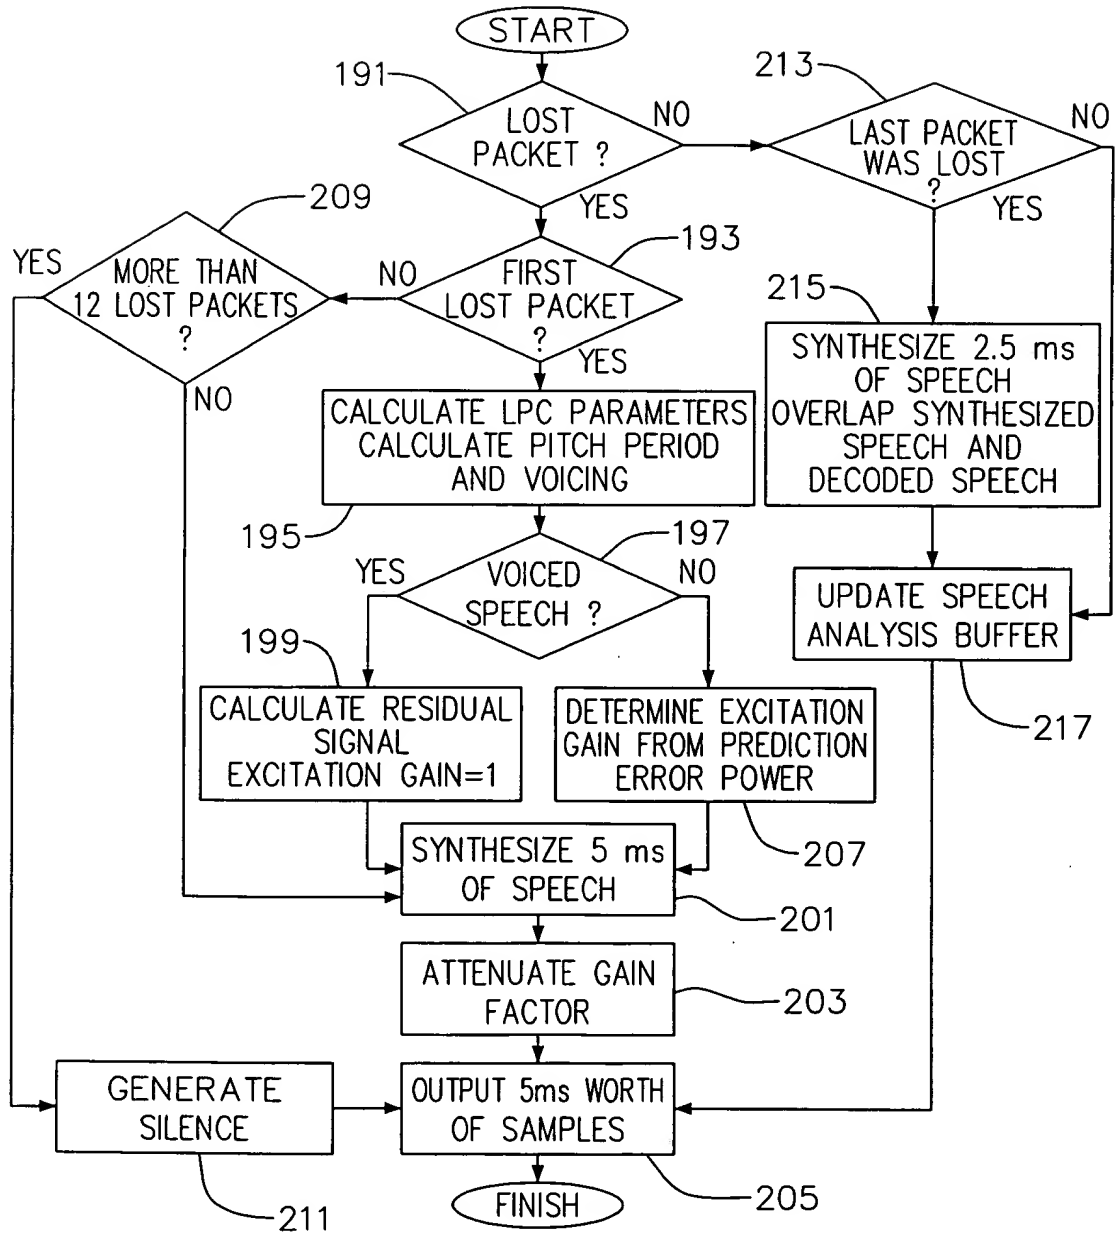 START
191
LOST
PACKET ?
NO
YES
213
LAST PACKET
WAS LOST
?
NO
YES
209
MORE THAN
12 LOST PACKETS
?
YES
NO
193
FIRST
LOST PACKET
?
NO
YES
215
SYNTHESIZE 2.5 ms
OF SPEECH
OVERLAP SYNTHESIZED
SPEECH AND
DECODED SPEECH
CALCULATE LPC PARAMETERS
CALCULATE PITCH PERIOD
AND VOICING
195
197
VOICED
SPEECH ?
YES
NO
UPDATE SPEECH
ANALYSIS BUFFER
217
199
CALCULATE RESIDUAL
SIGNAL
EXCITATION GAIN=1
DETERMINE EXCITATION
GAIN FROM PREDICTION
ERROR POWER
207
SYNTHESIZE 5 ms
OF SPEECH
201
ATTENUATE GAIN
FACTOR
203
GENERATE
SILENCE
211
OUTPUT 5ms WORTH
OF SAMPLES
205
FINISH